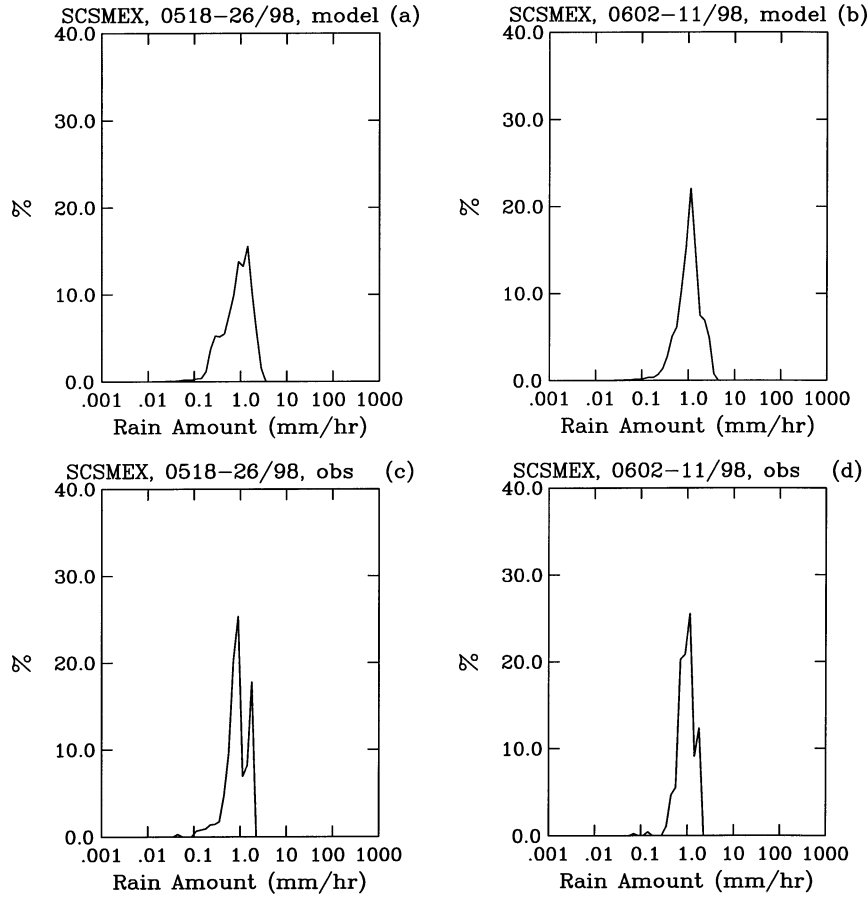 SCSMEX, 0518-26/98, model (a)
40.0
30.0
20.0
10.0
0.0
%
.001 .01 0.1 1.0 10 100 1000
Rain Amount (mm/hr)
SCSMEX, 0602-11/98, model (b)
40.0
30.0
20.0
10.0
0.0
%
.001 .01 0.1 1.0 10 100 1000
Rain Amount (mm/hr)
SCSMEX, 0518-26/98, obs (c)
40.0
30.0
20.0
10.0
0.0
%
.001 .01 0.1 1.0 10 100 1000
Rain Amount (mm/hr)
SCSMEX, 0602-11/98, obs (d)
40.0
30.0
20.0
10.0
0.0
%
.001 .01 0.1 1.0 10 100 1000
Rain Amount (mm/hr)